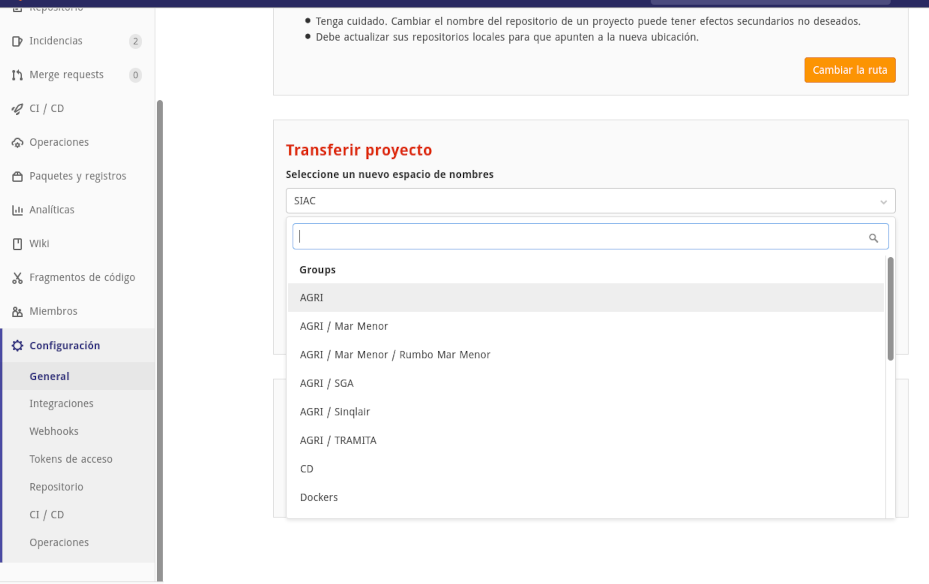 Repositorio
Incidencias 2
Merge requests 0
CI / CD
Operaciones
Paquetes y registros
Analíticas
Wiki
Fragmentos de código
Miembros
Configuración
General
Integraciones
Webhooks
Tokens de acceso
Repositorio
CI / CD
Operaciones
Tenga cuidado. Cambiar el nombre del repositorio de un proyecto puede tener efectos secundarios no deseados.
Debe actualizar sus repositorios locales para que apunten a la nueva ubicación.
Cambiar la ruta
Transferir proyecto
Seleccione un nuevo espacio de nombres
SIAC
Groups
AGRI
AGRI / Mar Menor
AGRI / Mar Menor / Rumbo Mar Menor
AGRI / SGA
AGRI / Sinqlair
AGRI / TRAMITA
CD
Dockers